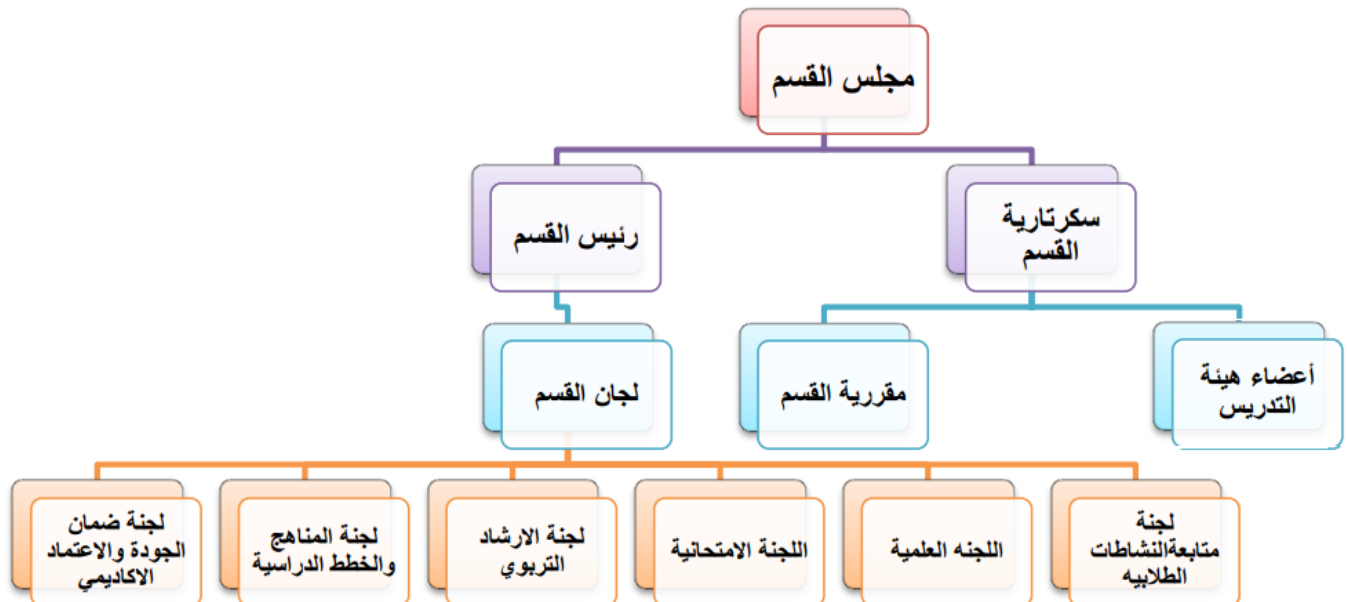 مجلس القسم
سكرتارية
القسم
رئيس القسم
أعضاء هيئة
التدريس
مقررية القسم
لجان القسم
لجنة
متابعةالنشاطات
الطلابيه
اللجنه العلمية
اللجنة الامتحانية
لجنة الارشاد
التربوي
لجنة المناهج
والخطط الدراسية
لجنة ضمان
الجودة والاعتماد
الاكاديمي